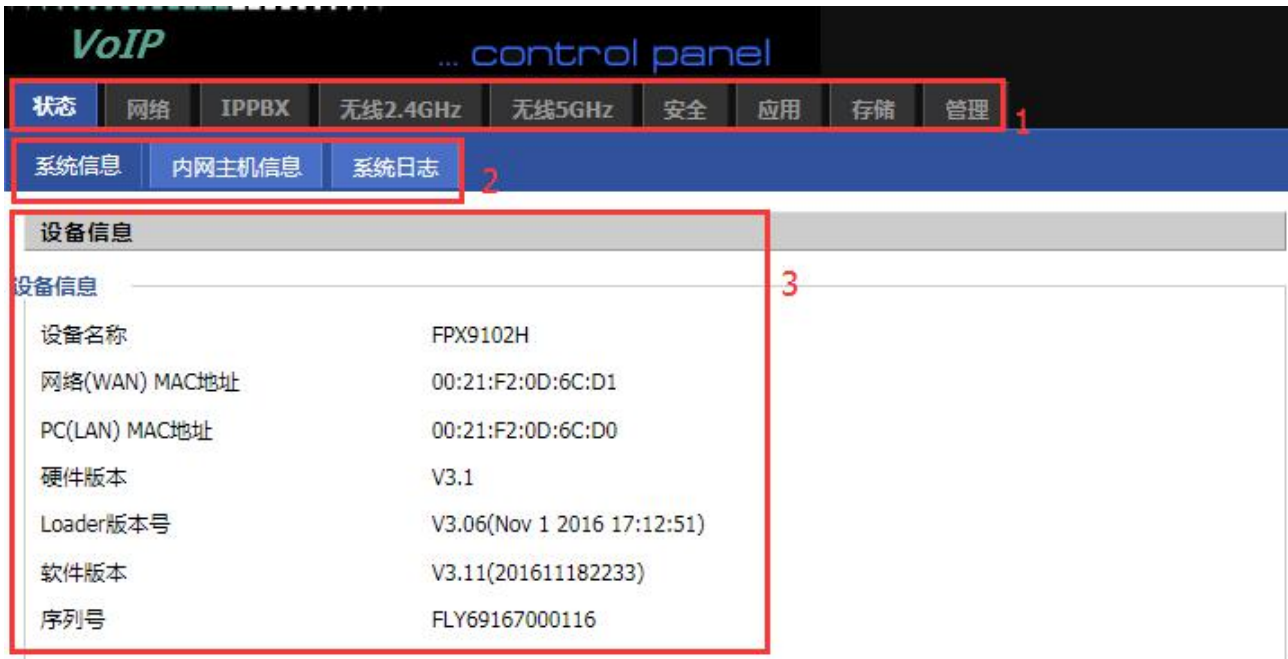 VoIP ... control panel
状态 网络 IPPBX 无线2.4GHz 无线5GHz 安全 应用 存储 管理 1
系统信息 内网主机信息 系统日志 2
设备信息
设备信息 3
设备名称 FPX9102H
网络(WAN) MAC地址 00:21:F2:0D:6C:D1
PC(LAN) MAC地址 00:21:F2:0D:6C:D0
硬件版本 V3.1
Loader版本号 V3.06(Nov 1 2016 17:12:51)
软件版本 V3.11(201611182233)
序列号 FLY69167000116